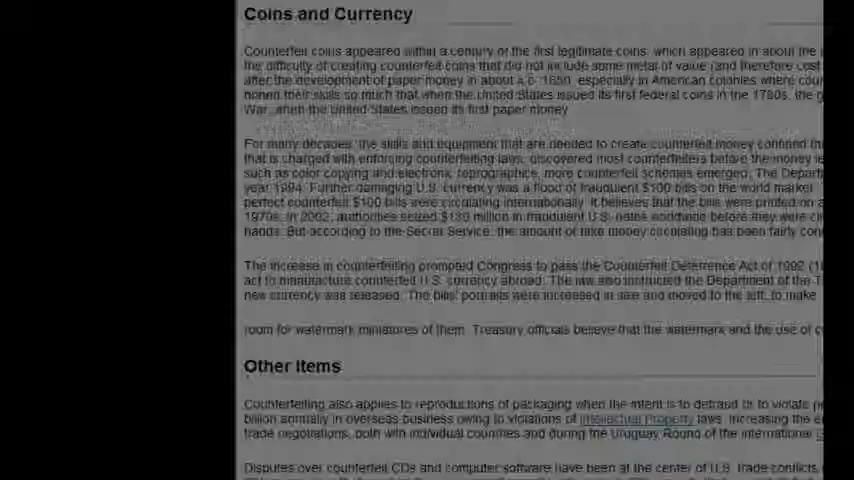 Coins and Currency
Counterfeit coins appeared within a century of the first legitimate coins, which appeared in about the
the difficulty of creating counterfeit coins that did not include some metal of value (and therefore cost
after the development of paper money in about A.D. 1650, especially in American colonies where
honed their skills so much that when the United States issued its first federal coins in the 1780s, the
War, when the United States issued its first paper money
For many decades, the skills and equipment that are needed to create counterfeit money confined
that is charged with enforcing counterfeiting laws, discovered most counterfeiters before the money
such as color copying and electronic reprographics, more counterfeit schemes emerged. The
year 1994. Further damaging U.S. currency was a flood of fraudulent $100 bills on the world market.
perfect counterfeit $100 bills were circulating internationally. It believes that the bills were printed on
1970s. In 2002, authorities seized $130 million in fraudulent U.S. notes worldwide before they were
hands. But according to the Secret Service, the amount of fake money circulating has been fairly
The increase in counterfeiting prompted Congress to pass the Counterfeit Deterrence Act of 1992
act to manufacture counterfeit U.S. currency abroad. The law also instructed the Department of the
new currency was released. The bills' portraits were increased in size and moved to the left, to make
room for watermark miniatures of them. Treasury officials believe that the watermark and the use of
Other Items
Counterfeiting also applies to reproductions of packaging when the intent is to defraud or to violate
billion annually in overseas business owing to violations of Intellectual Property laws. Increasing the
trade negotiations, both with individual countries and during the Uruguay Round of the international
Disputes over counterfeit CDs and computer software have been at the center of U.S. trade conflicts